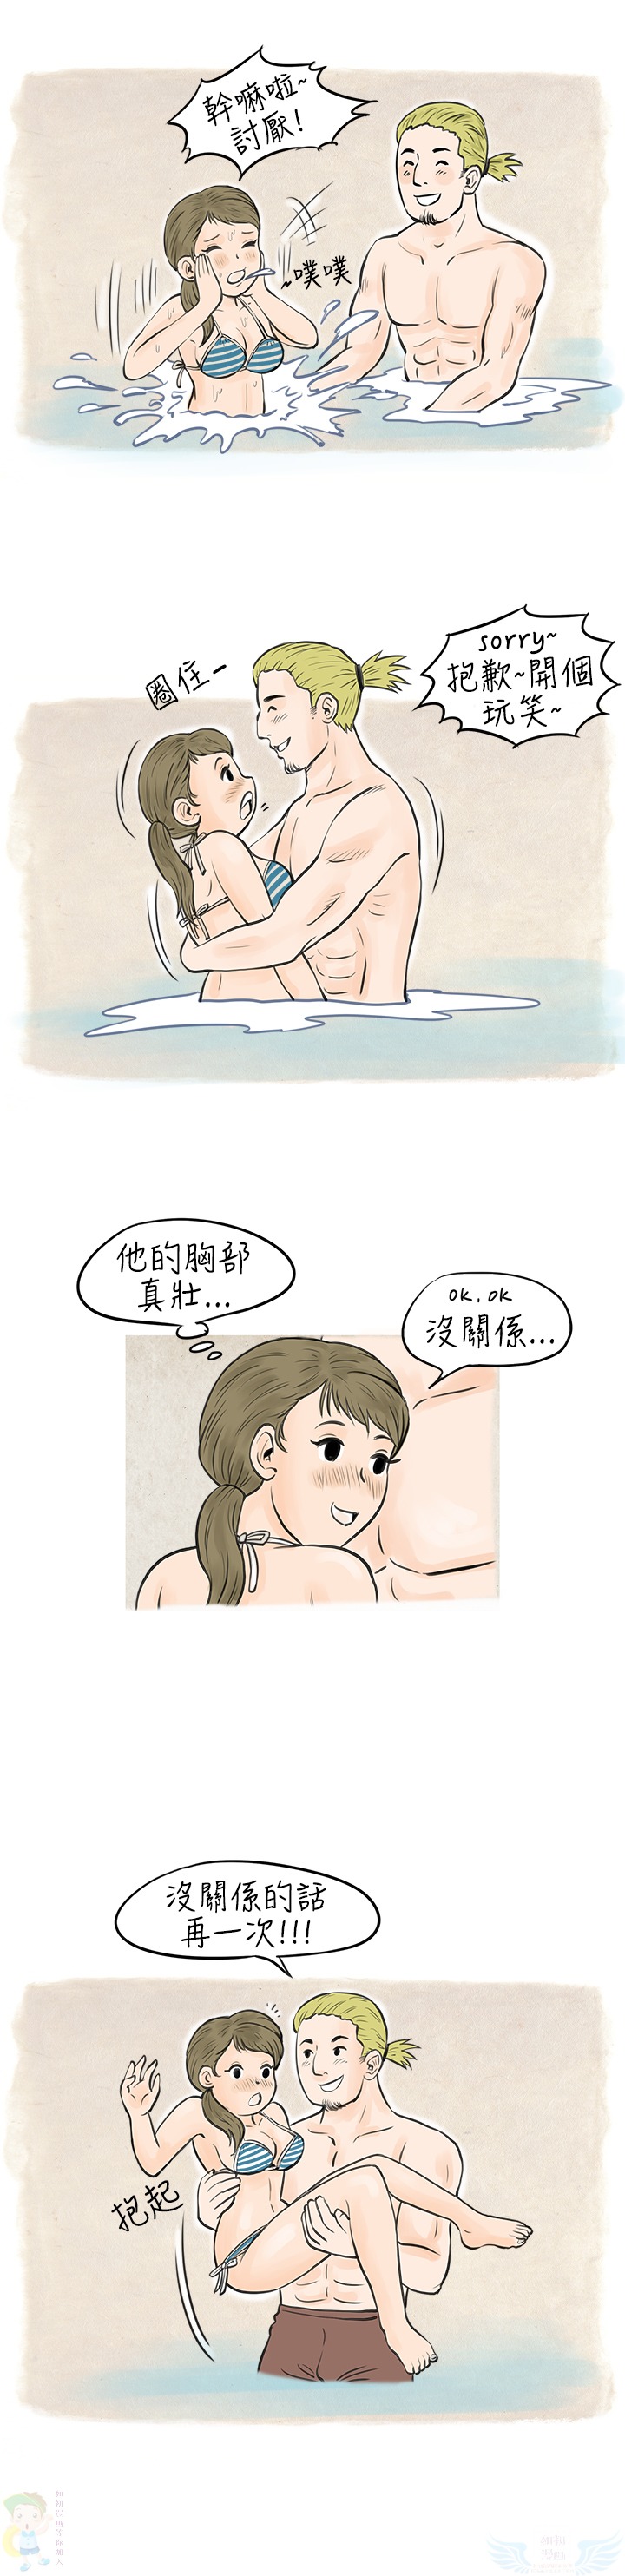 幹嘛啦~
討厭!
~噗噗
圈住一
sorry~
抱歉~開個
玩笑~
他的胸部
真壯...
ok, ok
沒關係...
沒關係的話
再一次!!!
抱起